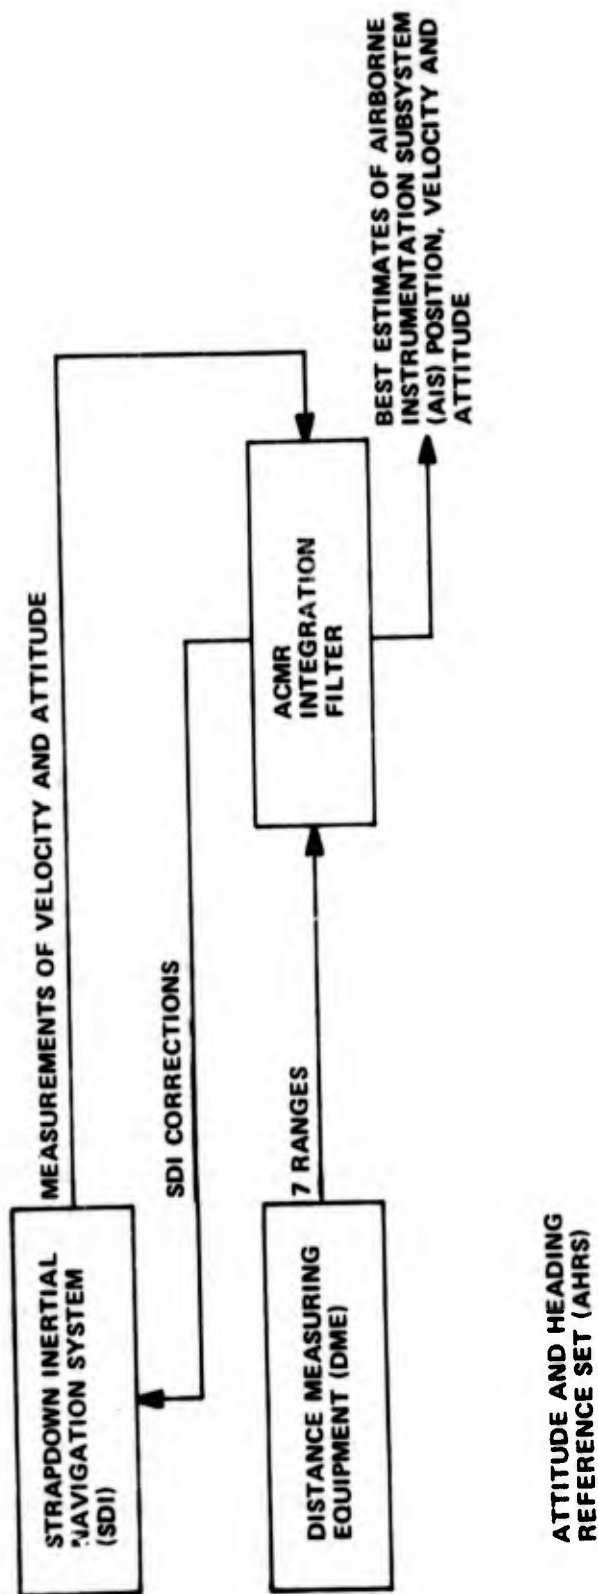 STRAPDOWN INERTIAL
NAVIGATION SYSTEM
(SDI)
MEASUREMENTS OF VELOCITY AND ATTITUDE
SDI CORRECTIONS
DISTANCE MEASURING
EQUIPMENT (DME)
7 RANGES
ACMR
INTEGRATION
FILTER
BEST ESTIMATES OF AIRBORNE
INSTRUMENTATION SUBSYSTEM
(AIS) POSITION, VELOCITY AND
ATTITUDE
ATTITUDE AND HEADING
REFERENCE SET (AHRS)